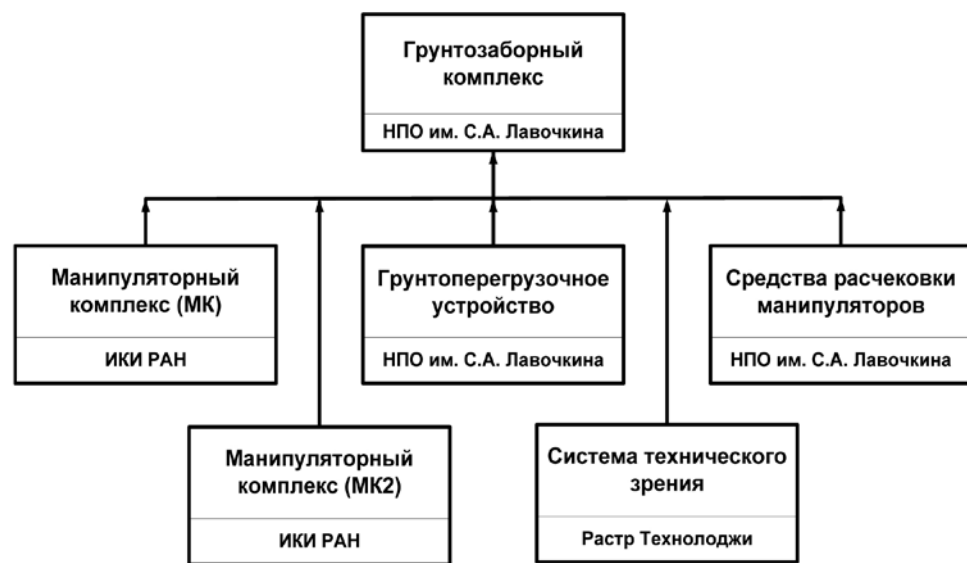 Грунтозаборный
комплекс
НПО им. С.А. Лавочкина
Манипуляторный
комплекс (МК)
ИКИ РАН
Грунтоперегрузочное
устройство
НПО им. С.А. Лавочкина
Средства расчековки
манипуляторов
НПО им. С.А. Лавочкина
Манипуляторный
комплекс (МК2)
ИКИ РАН
Система технического
зрения
Растр Технолоджи